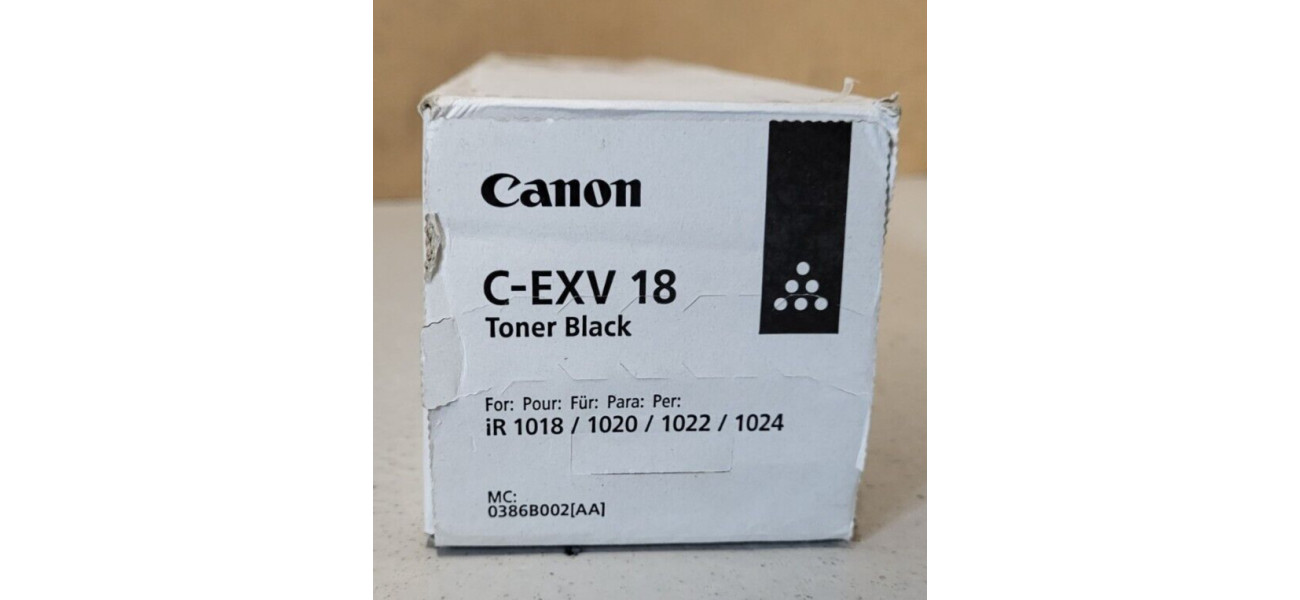 Canon
C-EXV 18
Toner Black
For: Pour: Für: Para: Per:
iR 1018 / 1020 / 1022 / 1024
MC:
0386B002[AA]